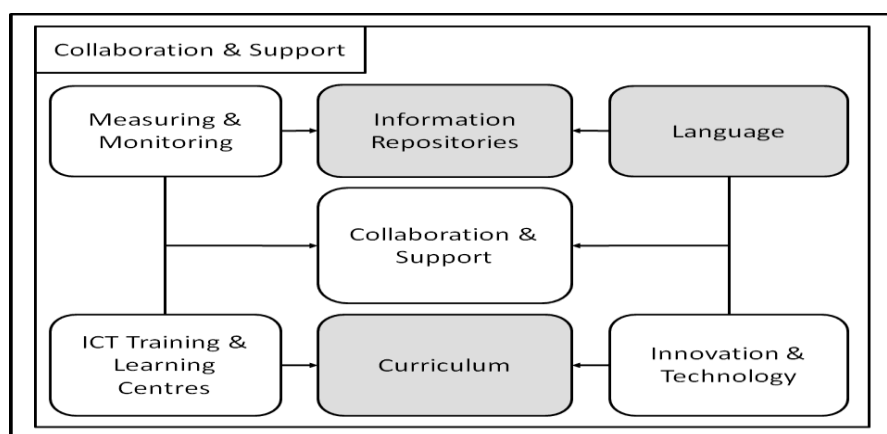 Collaboration & Support
Measuring &
Monitoring
Information
Repositories
Language
Collaboration &
Support
ICT Training &
Learning
Centres
Curriculum
Innovation &
Technology